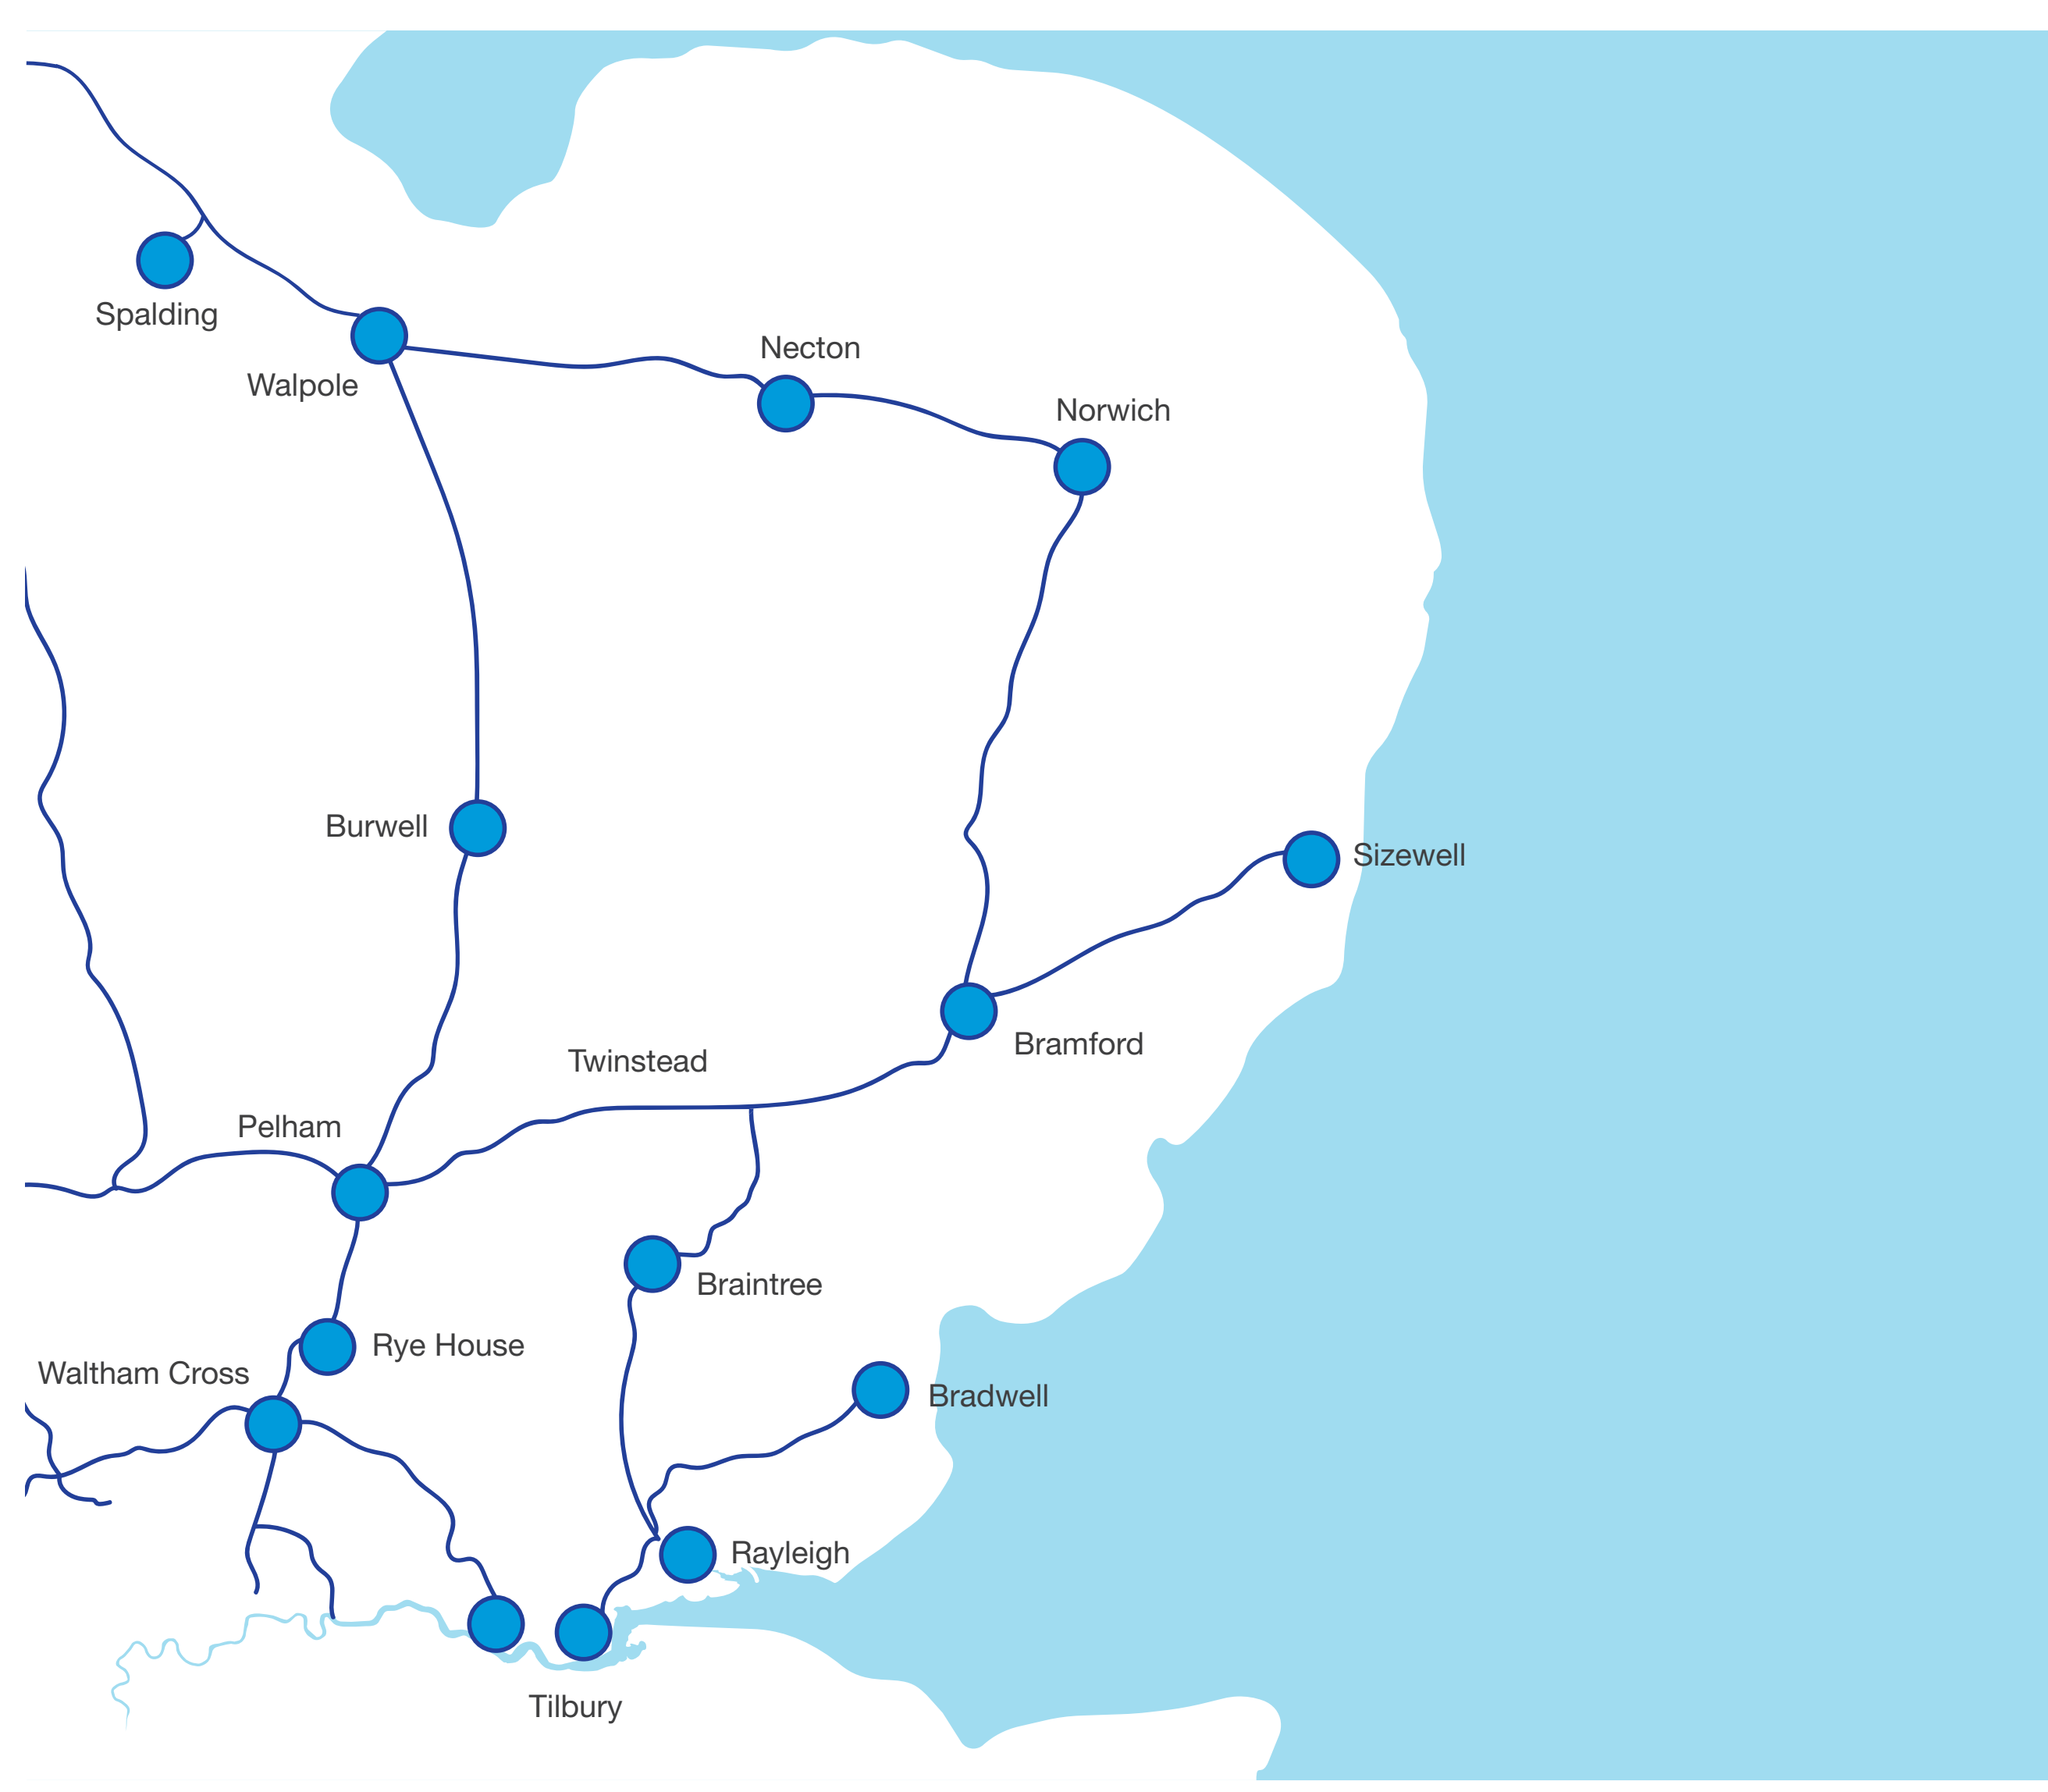 Spalding
Walpole
Necton
Norwich
Burwell
Sizewell
Bramford
Twinstead
Pelham
Braintree
Rye House
Waltham Cross
Bradwell
Rayleigh
Tilbury